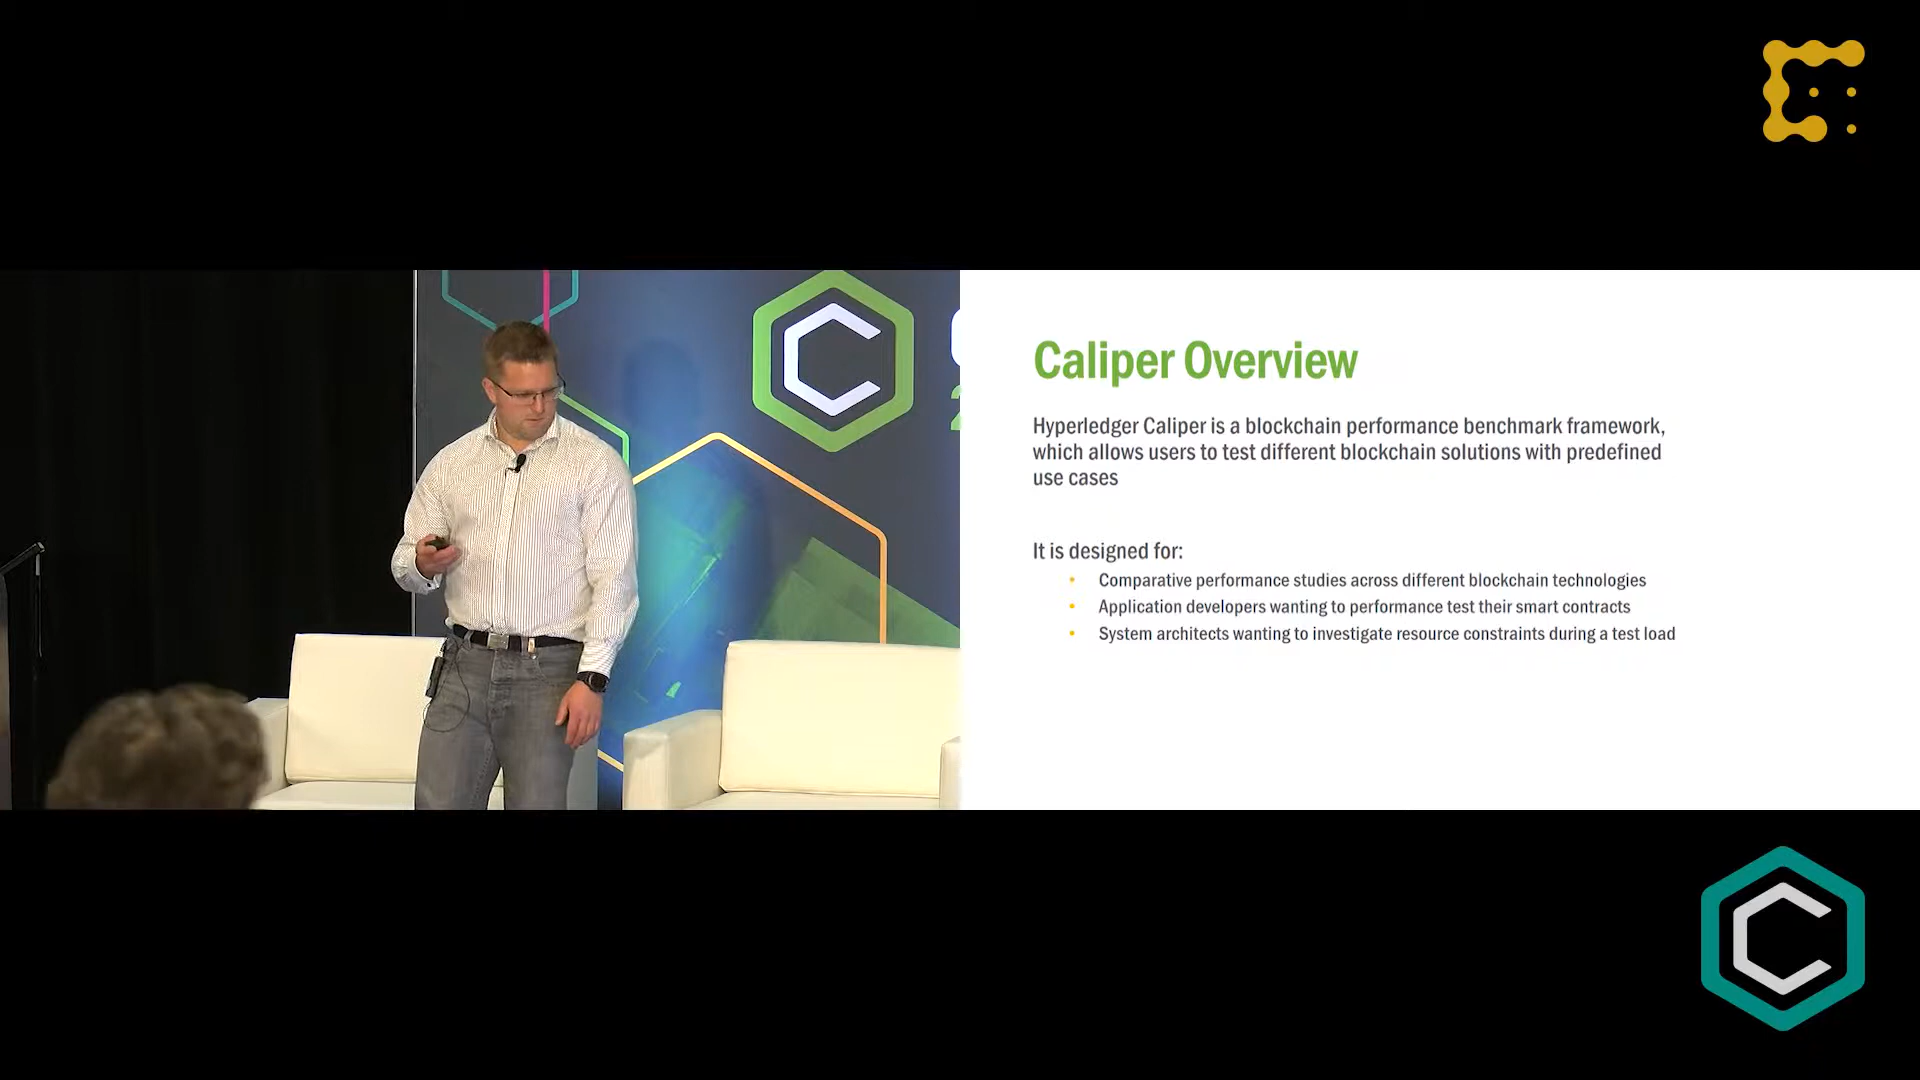 Caliper Overview
Hyperledger Caliper is a blockchain performance benchmark framework,
which allows users to test different blockchain solutions with predefined
use cases
It is designed for:
• Comparative performance studies across different blockchain technologies
• Application developers wanting to performance test their smart contracts
• System architects wanting to investigate resource constraints during a test load